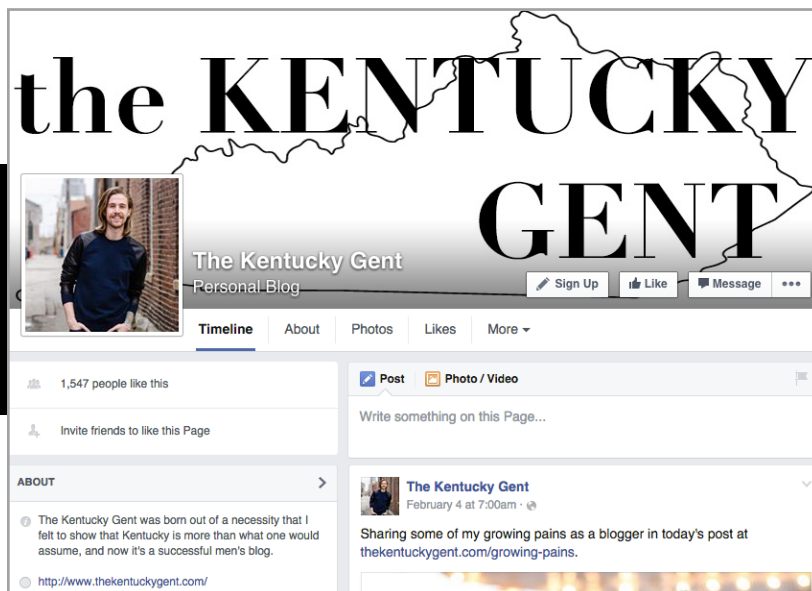 the KENTUCKY
GENT
The Kentucky Gent
Personal Blog
Sign Up
Like
Message
Timeline
About
Photos
Likes
More
1,547 people like this
Invite friends to like this Page
ABOUT
The Kentucky Gent was born out of a necessity that I
felt to show that Kentucky is more than what one would
assume, and now it's a successful men's blog.
http://www.thekentuckygent.com/
Post
Photo / Video
Write something on this Page...
The Kentucky Gent
February 4 at 7:00am ·
Sharing some of my growing pains as a blogger in today's post at
thekentuckygent.com/growing-pains.